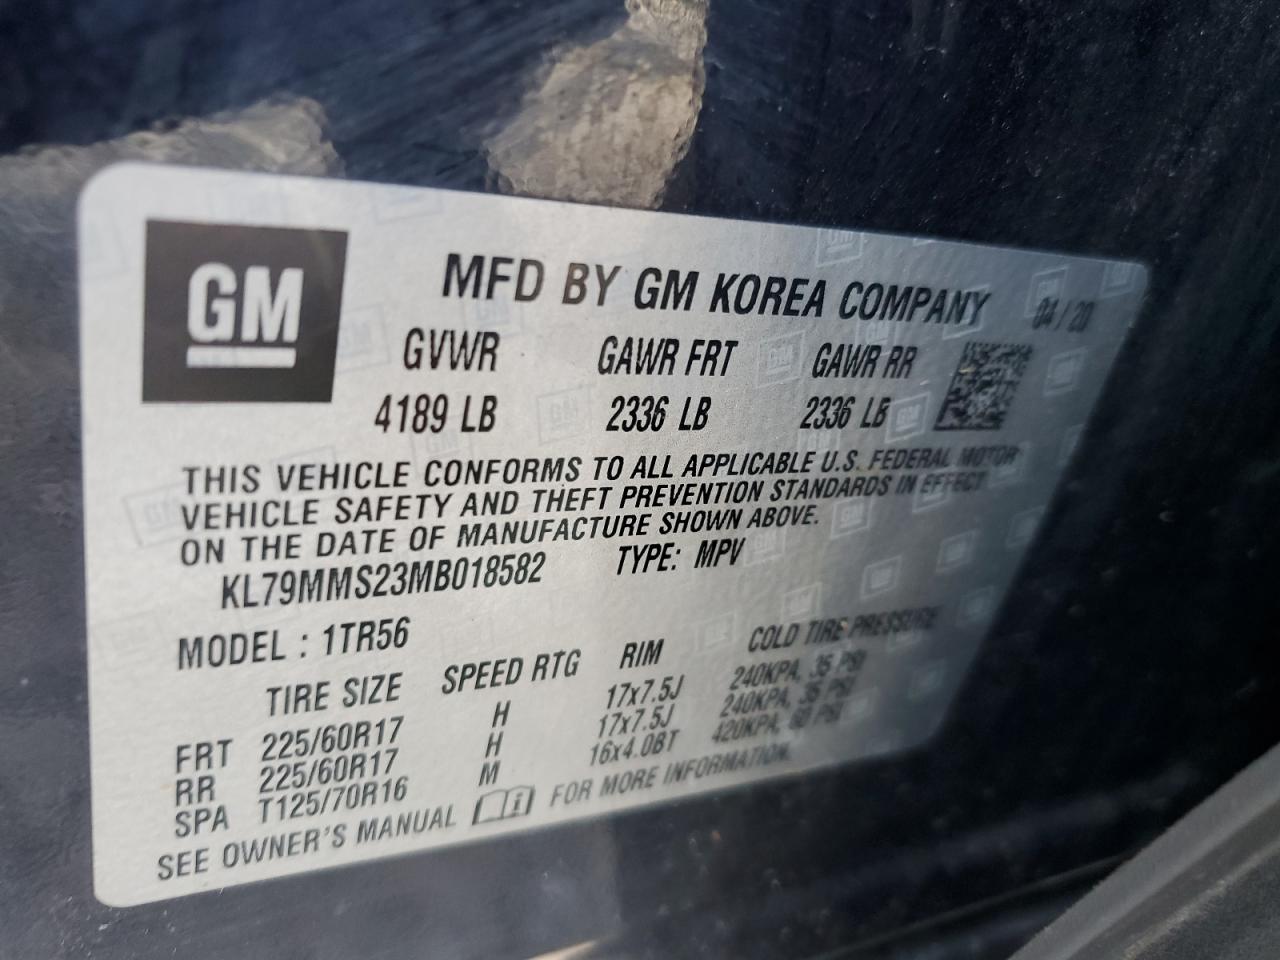 GM
MFD BY GM KOREA COMPANY 04/20
GVWR GAWR FRT GAWR RR
4189 LB 2336 LB 2336 LB
THIS VEHICLE CONFORMS TO ALL APPLICABLE U.S. FEDERAL MOTOR
VEHICLE SAFETY AND THEFT PREVENTION STANDARDS IN EFFECT
ON THE DATE OF MANUFACTURE SHOWN ABOVE.
KL79MMS23MB018582 TYPE: MPV
MODEL : 1TR56
TIRE SIZE SPEED RTG RIM COLD TIRE PRESSURE
FRT 225/60R17 H 17x7.5J 240KPA, 35 PSI
RR 225/60R17 H 17x7.5J 240KPA, 35 PSI
SPA T125/70R16 M 16x4.0BT 420KPA, 60 PSI
SEE OWNER'S MANUAL FOR MORE INFORMATION.